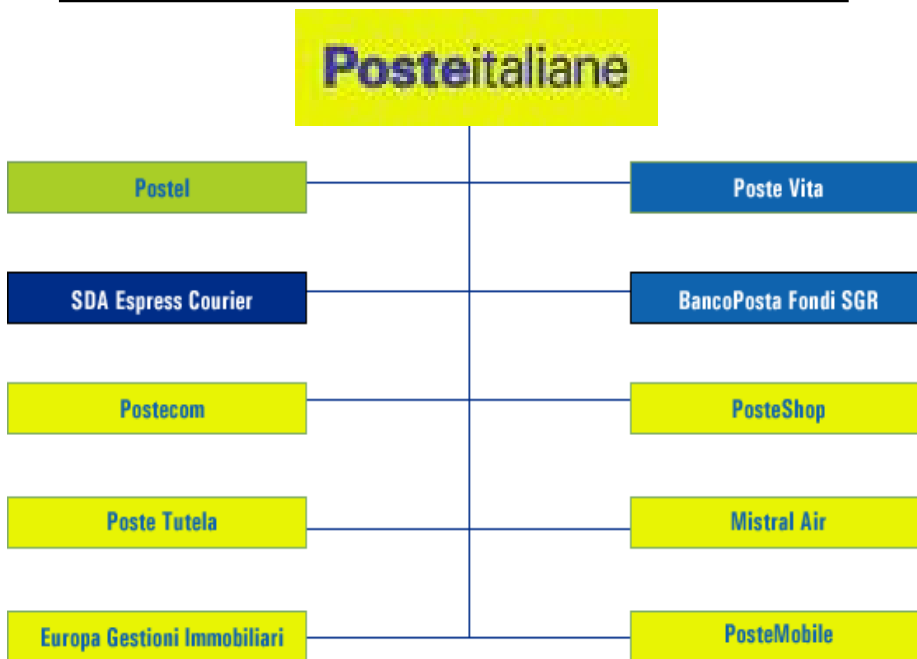 Posteitaliane
Postel
Poste Vita
SDA Espress Courier
BancoPosta Fondi SGR
Postecom
PosteShop
Poste Tutela
Mistral Air
Europa Gestioni Immobiliari
PosteMobile